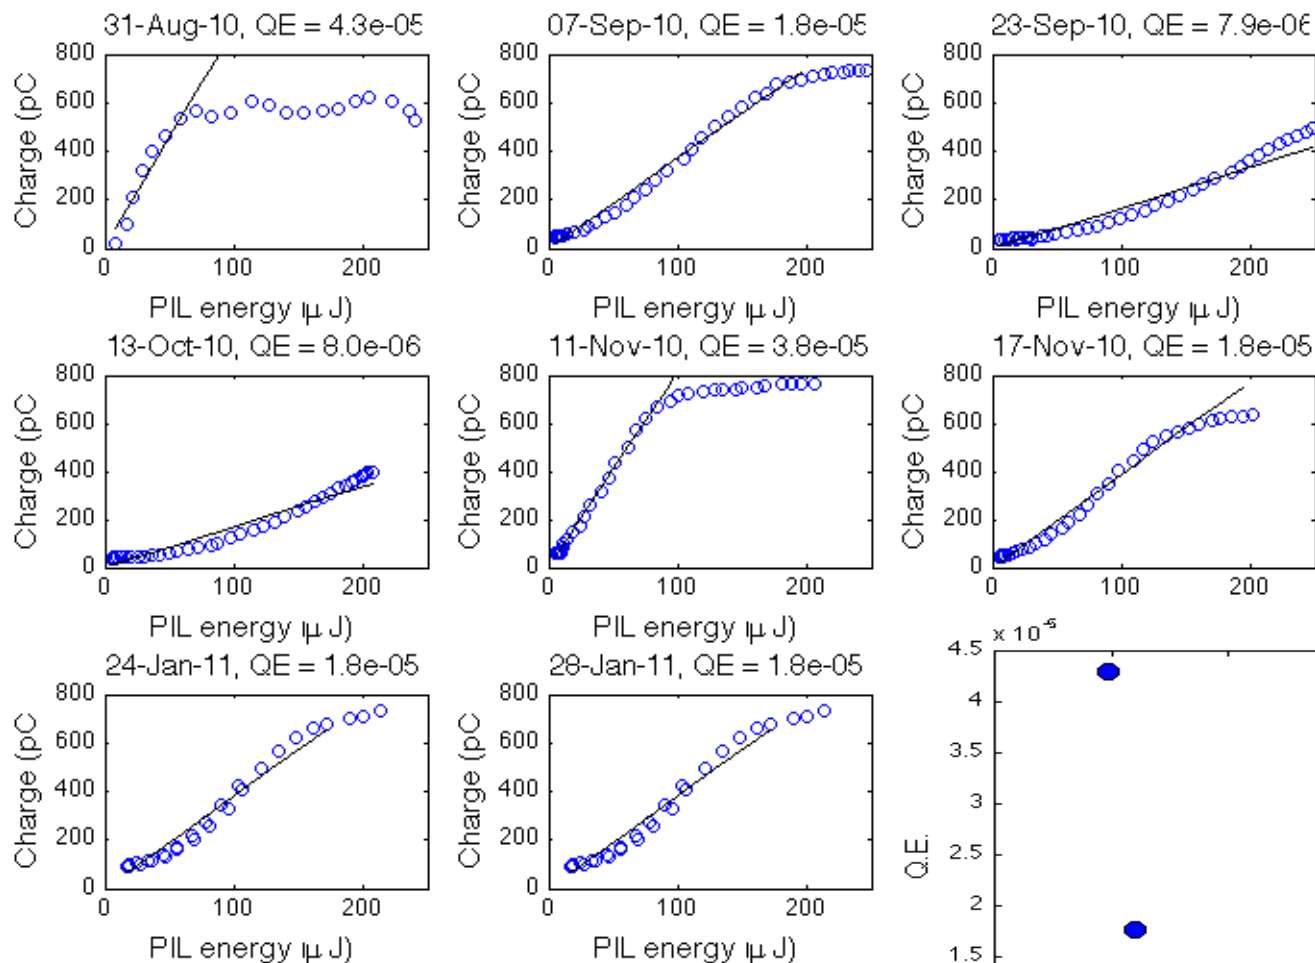 31-Aug-10, QE = 4.3e-05
07-Sep-10, QE = 1.8e-05
23-Sep-10, QE = 7.9e-06
800
600
400
200
0
Charge (pC
0 100 200
PIL energy (μ J)
800
600
400
200
0
Charge (pC
0 100 200
PIL energy (μ J)
800
600
400
200
0
Charge (pC
0 100 200
PIL energy (μ J)
13-Oct-10, QE = 8.0e-06
11-Nov-10, QE = 3.8e-05
17-Nov-10, QE = 1.8e-05
800
600
400
200
0
Charge (pC
0 100 200
PIL energy (μ J)
800
600
400
200
0
Charge (pC
0 100 200
PIL energy (μ J)
800
600
400
200
0
Charge (pC
0 100 200
PIL energy (μ J)
24-Jan-11, QE = 1.8e-05
28-Jan-11, QE = 1.8e-05
800
600
400
200
0
Charge (pC
0 100 200
PIL energy (μ J)
800
600
400
200
0
Charge (pC
0 100 200
PIL energy (μ J)
x 10⁻⁵
4.5
4
3.5
3
2.5
2
1.5
Q.E.